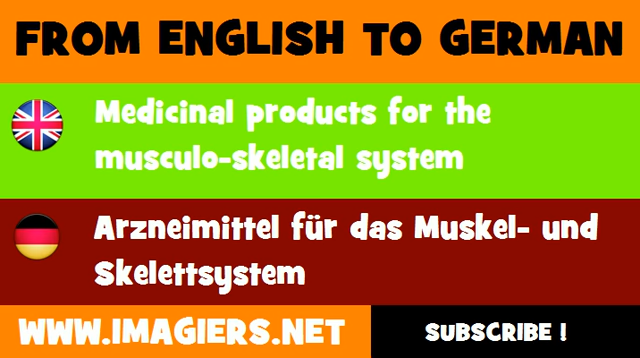 FROM ENGLISH TO GERMAN
Medicinal products for the
musculo-skeletal system
Arzneimittel für das Muskel- und
Skelettsystem
WWW.IMAGIERS.NET
SUBSCRIBE !